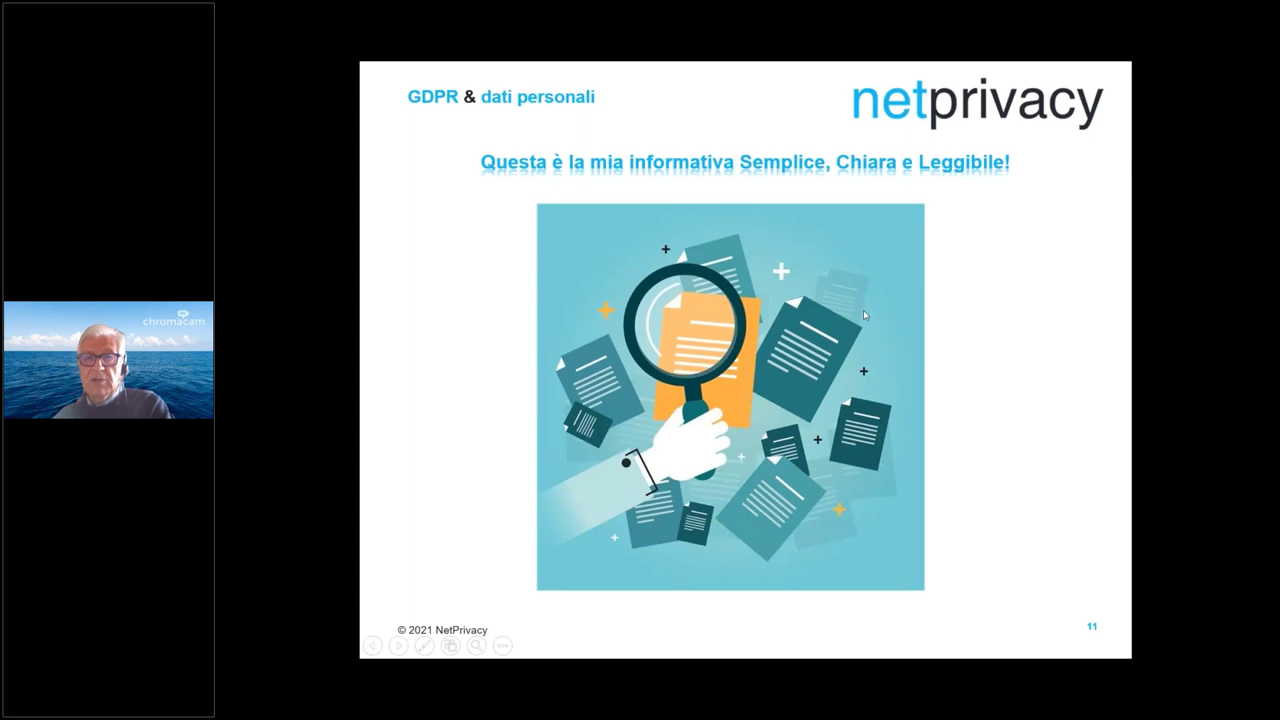 chromacam
GDPR & dati personali
netprivacy
Questa è la mia informativa Semplice, Chiara e Leggibile!
© 2021 NetPrivacy
11